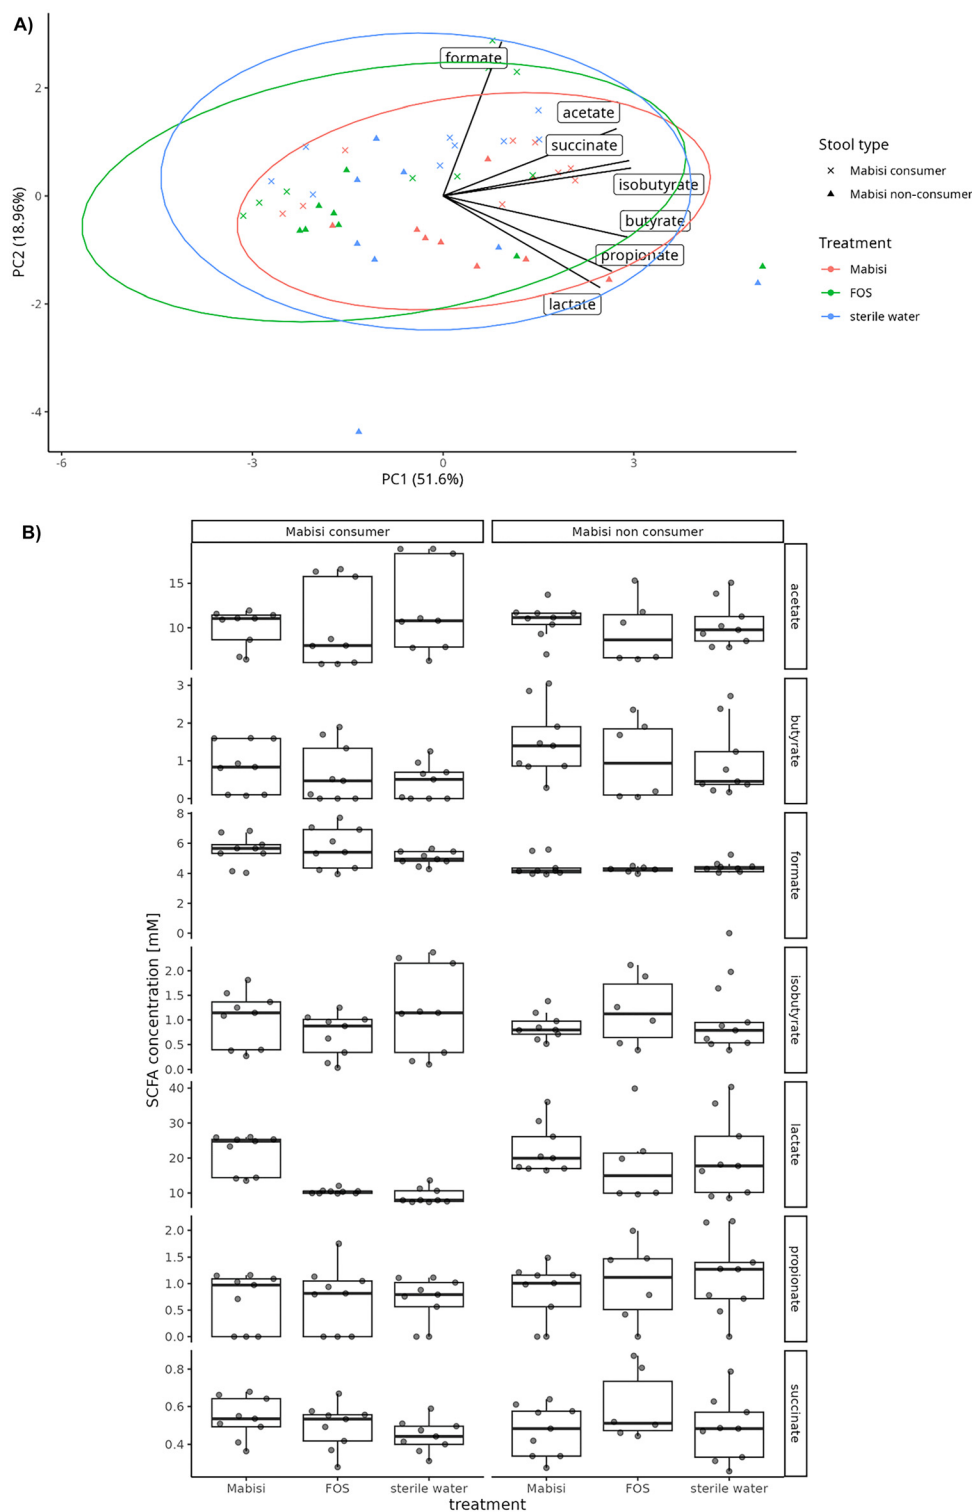 A)
formate
acetate
succinate
isobutyrate
butyrate
propionate
lactate
2
0
-2
-4
PC2 (18.96%)
-6
-3
0
3
PC1 (51.6%)
Stool type
Mabisi consumer
Mabisi non-consumer
Treatment
Mabisi
FOS
sterile water
B)
Mabisi consumer
Mabisi non consumer
SCFA concentration [mM]
15
10
acetate
3
2
1
0
butyrate
8
6
4
2
0
formate
2.0
1.5
1.0
0.5
0.0
isobutyrate
40
30
20
10
lactate
2.0
1.5
1.0
0.5
0.0
propionate
0.8
0.6
0.4
succinate
Mabisi
FOS
sterile water
Mabisi
FOS
sterile water
treatment